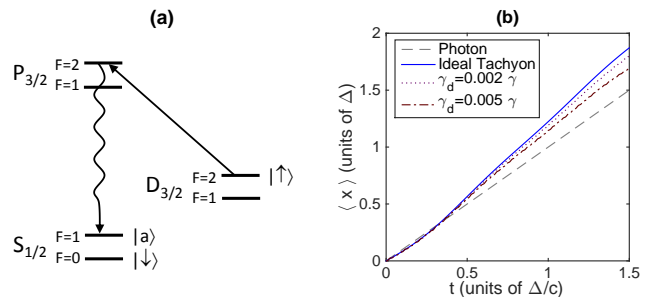 (a)
P3/2
F=2
F=1
D3/2
F=2
|↑⟩
F=1
S1/2
F=1
|a⟩
F=0
|↓⟩
(b)
2
1.5
1
0.5
0
⟨ x ⟩ (units of Δ)
Photon
Ideal Tachyon
γd=0.002 γ
γd=0.005 γ
0 0.5 1 1.5
t (units of Δ/c)